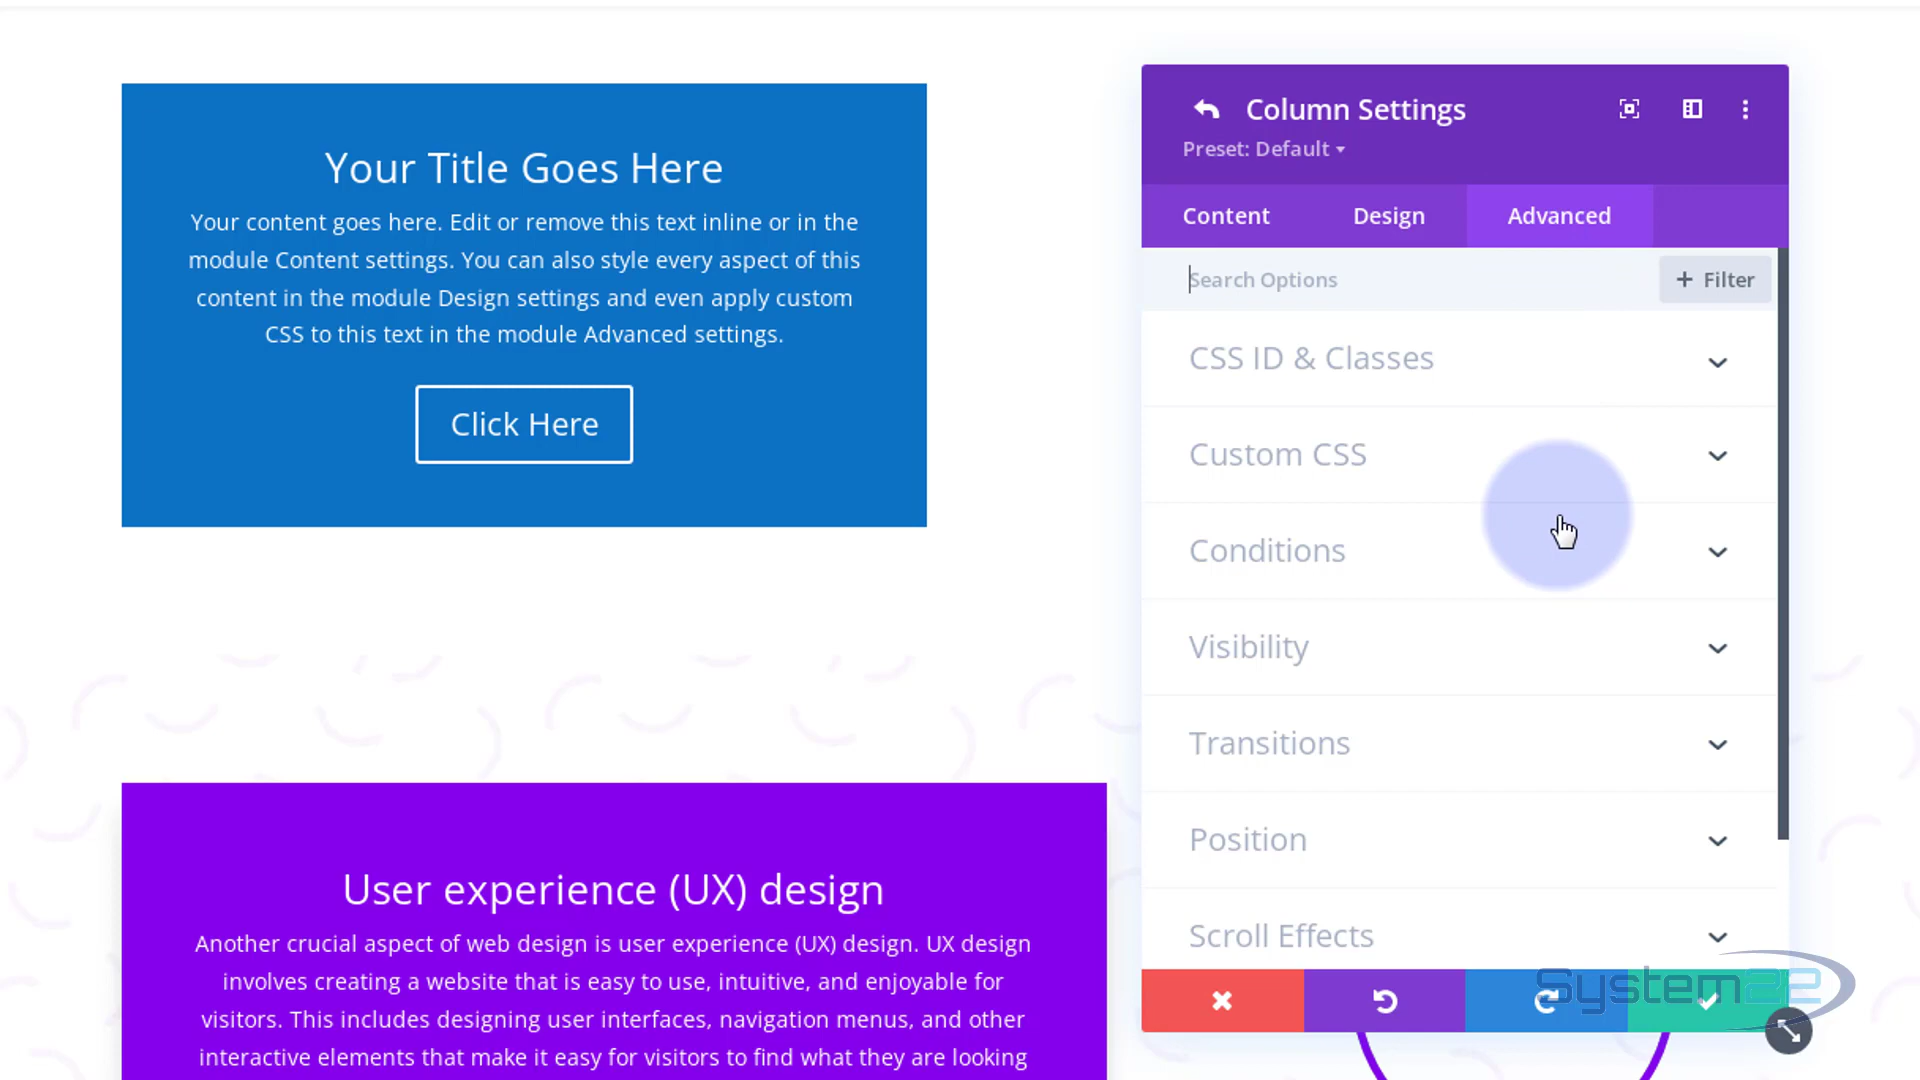 Your Title Goes Here
Your content goes here. Edit or remove this text inline or in the
module Content settings. You can also style every aspect of this
content in the module Design settings and even apply custom
CSS to this text in the module Advanced settings.
Click Here
User experience (UX) design
Another crucial aspect of web design is user experience (UX) design. UX design
involves creating a website that is easy to use, intuitive, and enjoyable for
visitors. This includes designing user interfaces, navigation menus, and other
interactive elements that make it easy for visitors to find what they are looking
Column Settings
Preset: Default
Content
Design
Advanced
Search Options
+ Filter
CSS ID & Classes
Custom CSS
Conditions
Visibility
Transitions
Position
Scroll Effects
System22